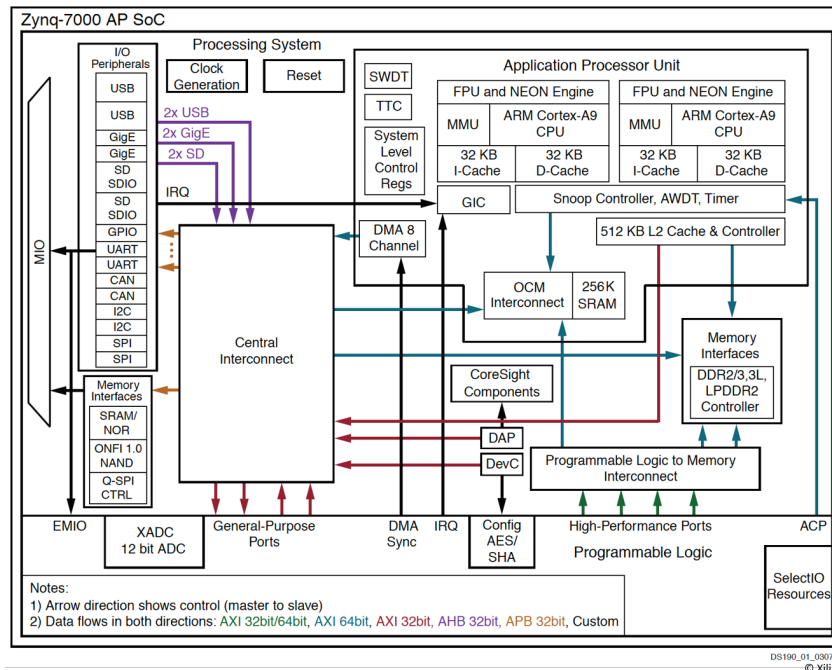 Zynq-7000 AP SoC
I/O
Peripherals
USB
USB
GigE
GigE
SD
SDIO
SD
SDIO
GPIO
UART
UART
CAN
CAN
I2C
I2C
SPI
SPI
MIO
Memory
Interfaces
SRAM/
NOR
ONFI 1.0
NAND
Q-SPI
CTRL
Processing System
Clock
Generation
Reset
2x USB
2x GigE
2x SD
IRQ
Central
Interconnect
Application Processor Unit
SWDT
TTC
System
Level
Control
Regs
FPU and NEON Engine
MMU
ARM Cortex-A9
CPU
32 KB
I-Cache
32 KB
D-Cache
FPU and NEON Engine
MMU
ARM Cortex-A9
CPU
32 KB
I-Cache
32 KB
D-Cache
GIC
Snoop Controller, AWDT, Timer
DMA 8
Channel
512 KB L2 Cache & Controller
OCM
Interconnect
256K
SRAM
Memory
Interfaces
DDR2/3,3L,
LPDDR2
Controller
CoreSight
Components
DAP
DevC
Programmable Logic to Memory
Interconnect
EMIO
XADC
12 bit ADC
General-Purpose
Ports
DMA
Sync
IRQ
Config
AES/
SHA
High-Performance Ports
ACP
Programmable Logic
SelectIO
Resources
Notes:
1) Arrow direction shows control (master to slave)
2) Data flows in both directions: AXI 32bit/64bit, AXI 64bit, AXI 32bit, AHB 32bit, APB 32bit, Custom
DS190_01_0307